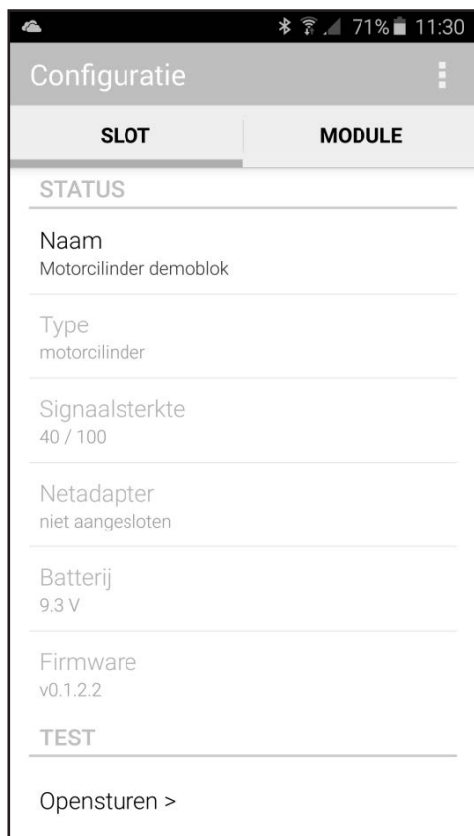 71% 11:30
Configuratie
SLOT MODULE
STATUS
Naam
Motorcilinder demoblok
Type
motorcilinder
Signaalsterkte
40 / 100
Netadapter
niet aangesloten
Batterij
9.3 V
Firmware
v0.1.2.2
TEST
Opensturen >